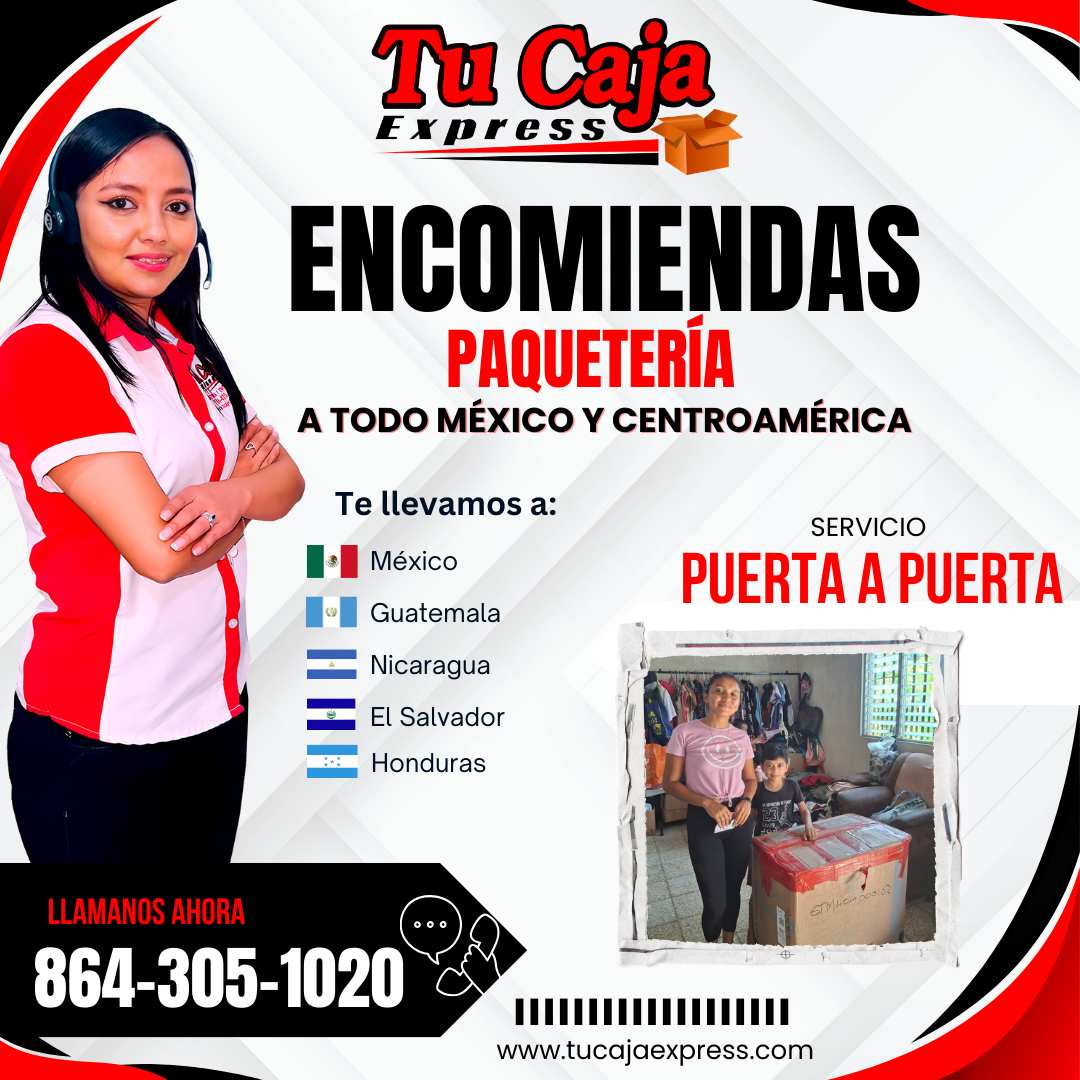 Tu Caja
Express
ENCOMIENDAS
PAQUETERÍA
A TODO MÉXICO Y CENTROAMÉRICA
Te llevamos a:
México
Guatemala
Nicaragua
El Salvador
Honduras
SERVICIO
PUERTA A PUERTA
LLAMANOS AHORA
864-305-1020
www.tucajaexpress.com